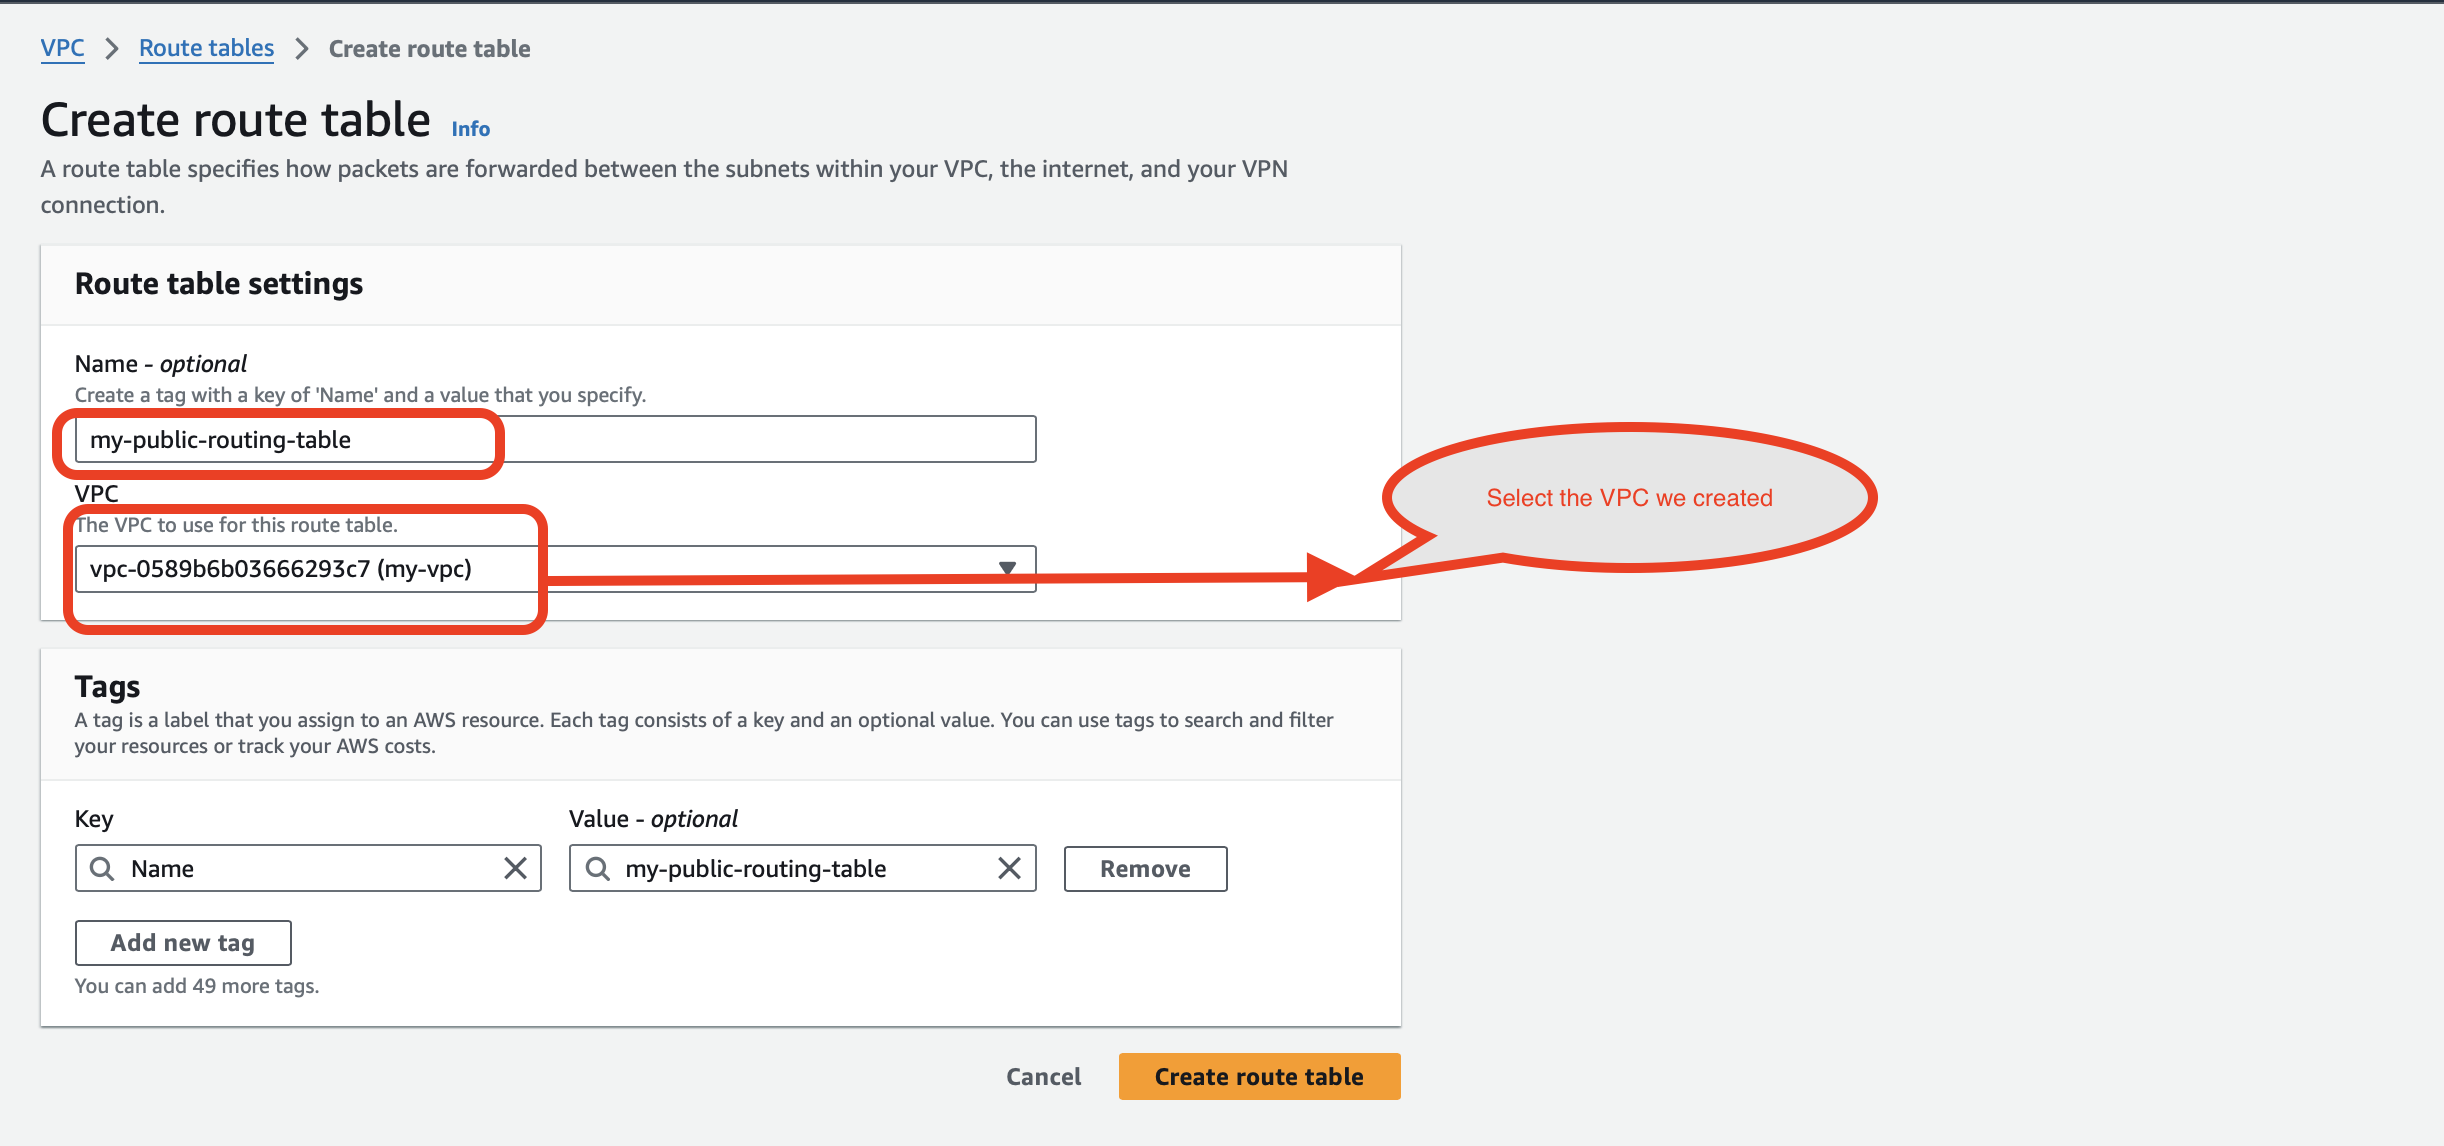 VPC > Route tables > Create route table
Create route table Info
A route table specifies how packets are forwarded between the subnets within your VPC, the internet, and your VPN
connection.
Route table settings
Name - optional
Create a tag with a key of 'Name' and a value that you specify.
my-public-routing-table
VPC
The VPC to use for this route table.
vpc-0589b6b03666293c7 (my-vpc)
Select the VPC we created
Tags
A tag is a label that you assign to an AWS resource. Each tag consists of a key and an optional value. You can use tags to search and filter
your resources or track your AWS costs.
Key
Value - optional
Name
my-public-routing-table
Remove
Add new tag
You can add 49 more tags.
Cancel
Create route table